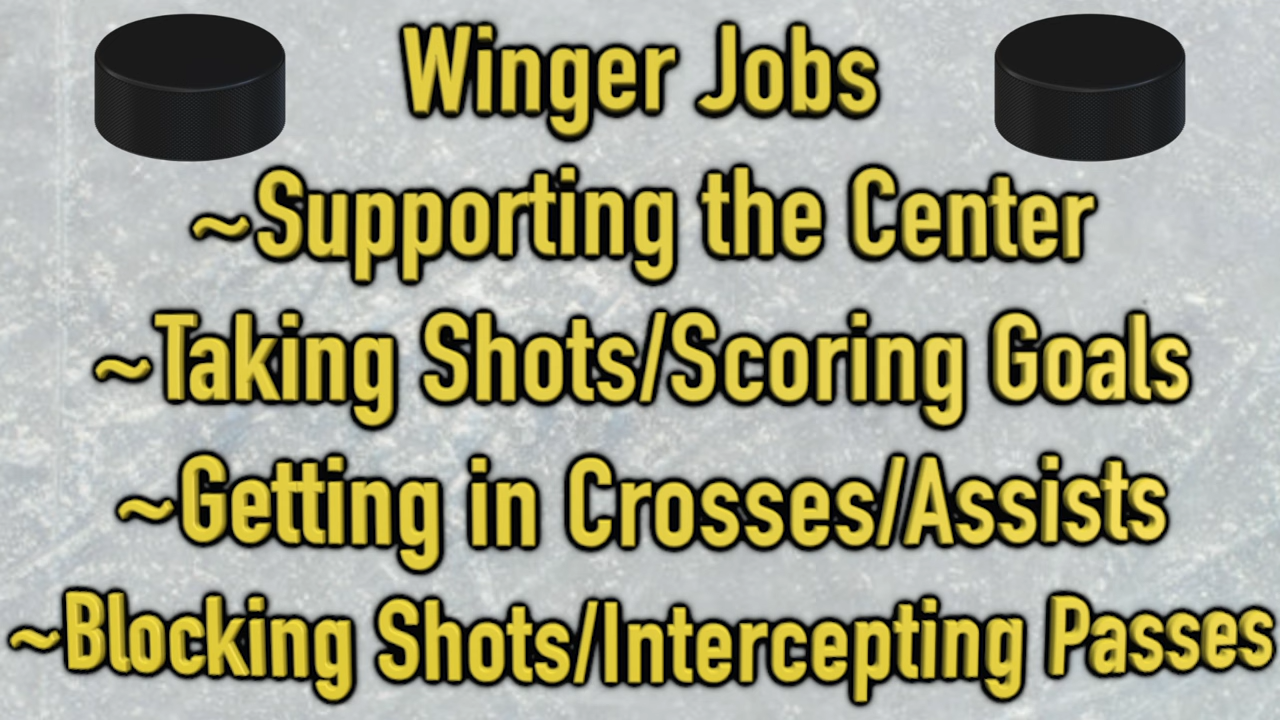 Winger Jobs
~Supporting the Center
~Taking Shots/Scoring Goals
~Getting in Crosses/Assists
~Blocking Shots/Intercepting Passes